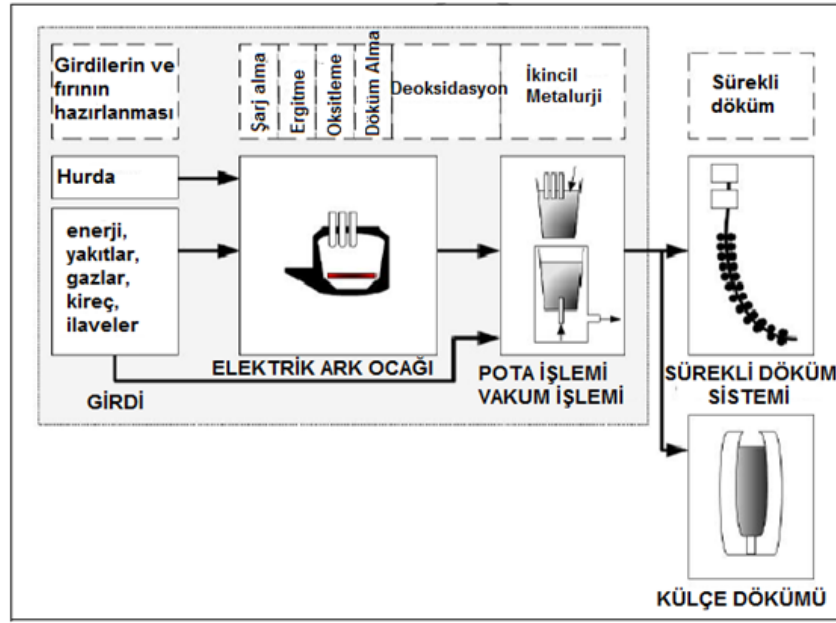 Girdilerin ve
fırının
hazırlanması
Şarj alma
Ergitme
Oksitleme
Döküm Alma
Deoksidasyon
İkincil
Metalurji
Sürekli
döküm
Hurda
enerji,
yakıtlar,
gazlar,
kireç,
ilaveler
GİRDİ
ELEKTRİK ARK OCAĞI
POTA İŞLEMİ
VAKUM İŞLEMİ
SÜREKLİ DÖKÜM
SİSTEMİ
KÜLÇE DÖKÜMÜ